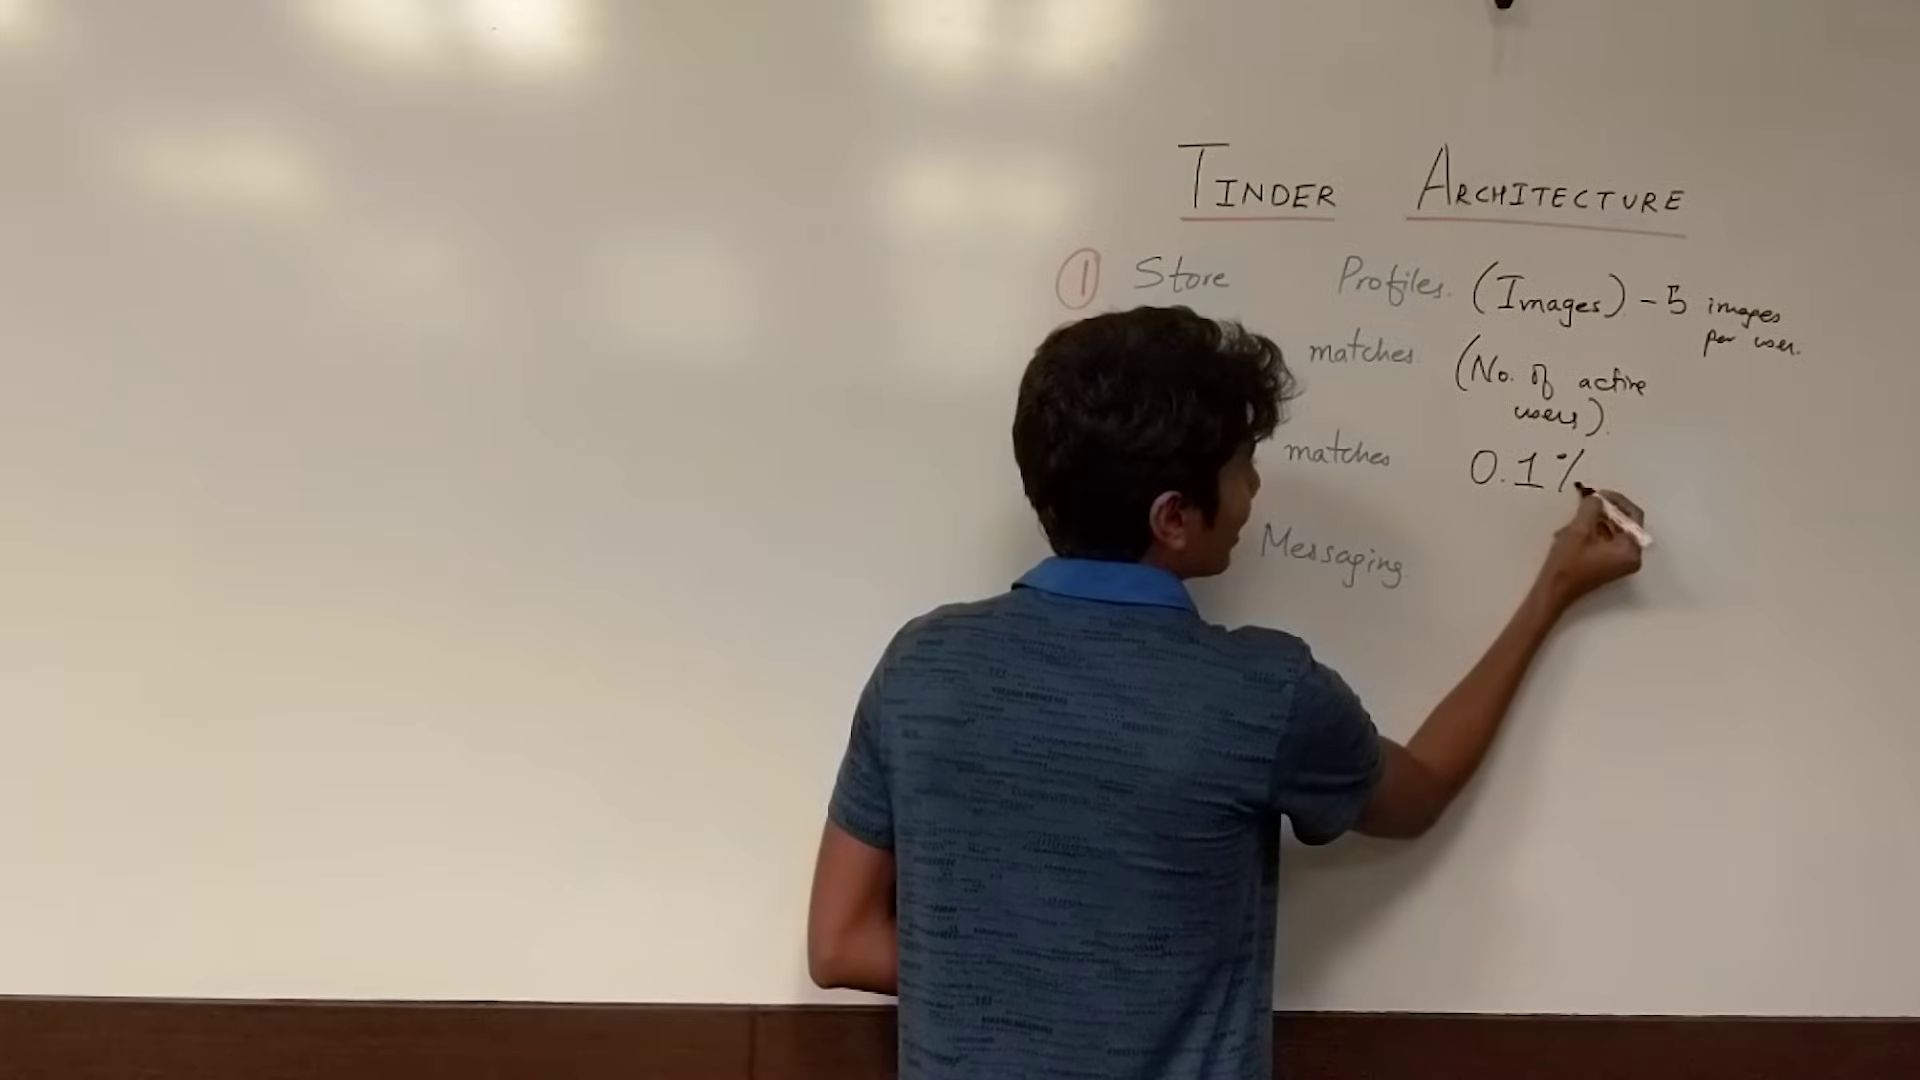 TINDER ARCHITECTURE
① Store Profiles. (Images) - 5 images
per user.
matches (No. of active
users).
matches 0.1%
Messaging.